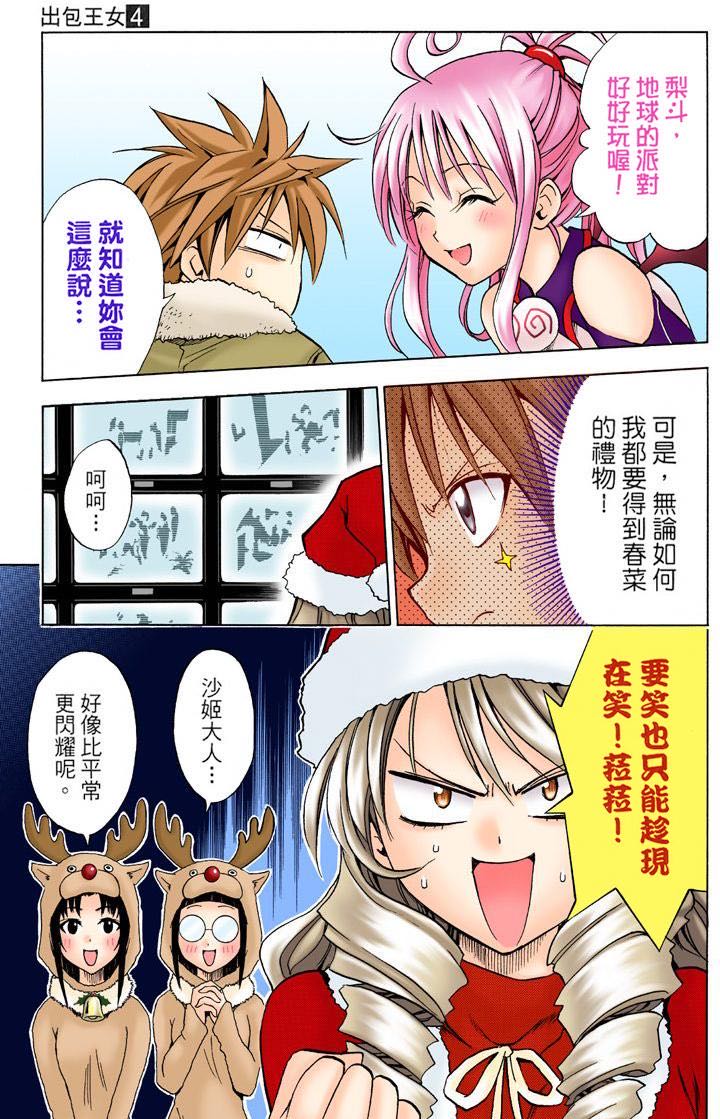 出包王女4
梨斗，
地球的派對
好好玩喔！
就知道妳會
這麼說…
可是，無論如何
我都要得到春菜
的禮物！
呵呵…
要笑也只能趁現
在笑！菈菈！
沙姬大人…
好像比平常
更閃耀呢。